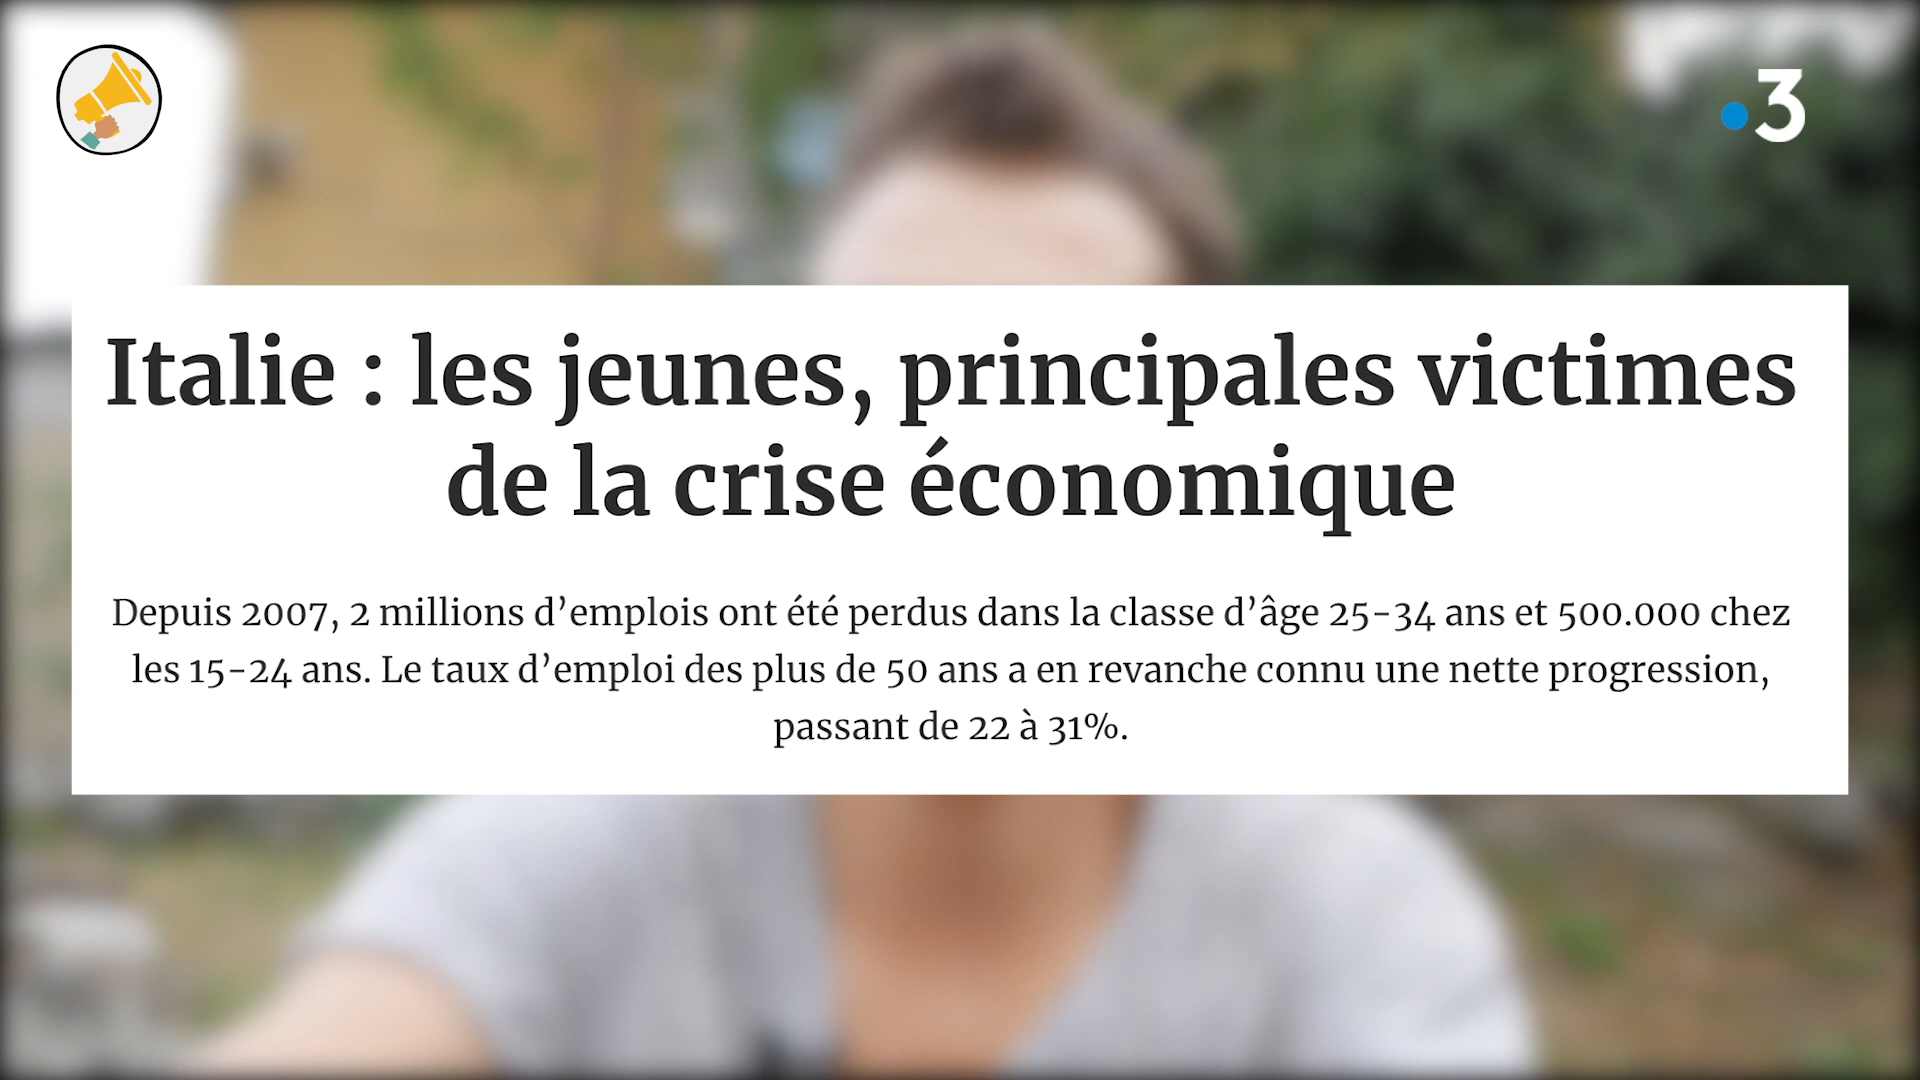 3
Italie : les jeunes, principales victimes
de la crise économique
Depuis 2007, 2 millions d’emplois ont été perdus dans la classe d’âge 25-34 ans et 500.000 chez
les 15-24 ans. Le taux d’emploi des plus de 50 ans a en revanche connu une nette progression,
passant de 22 à 31%.